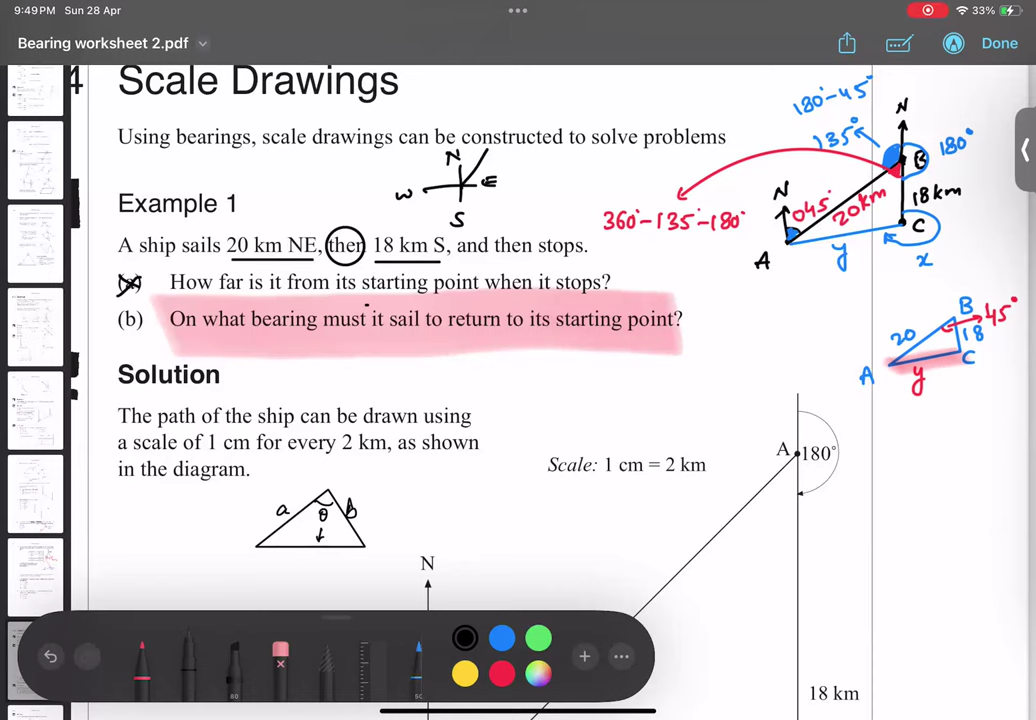 9:49PM Sun 28 Apr
33%
Bearing worksheet 2.pdf
Done
4 Scale Drawings
Using bearings, scale drawings can be constructed to solve problems
N
W E
S
Example 1
A ship sails 20 km NE, then 18 km S, and then stops.
(a) How far is it from its starting point when it stops?
(b) On what bearing must it sail to return to its starting point?
180°-45°
135°
N
B
180°
N
045°
20km
18km
360°-135°-180°
A
C
y
x
B
45°
20
18
A
C
y
Solution
The path of the ship can be drawn using
a scale of 1 cm for every 2 km, as shown
in the diagram.
Scale: 1 cm = 2 km
A 180°
a θ b
N
18 km
80
50